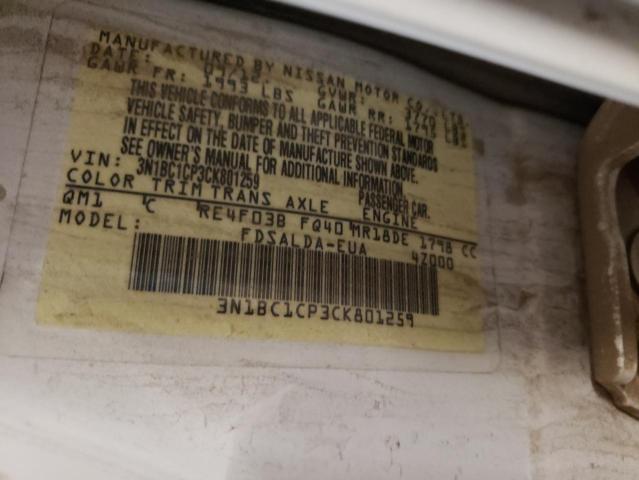 MANUFACTURED BY NISSAN MOTOR CO., LTD.
DATE: GVWR:
GAWR FR: 1993 LBS GAWR RR: 1795 LBS
THIS VEHICLE CONFORMS TO ALL APPLICABLE FEDERAL MOTOR
VEHICLE SAFETY, BUMPER AND THEFT PREVENTION STANDARDS
IN EFFECT ON THE DATE OF MANUFACTURE SHOWN ABOVE.
SEE OWNER'S MANUAL FOR ADDITIONAL INFORMATION.
VIN: 3N1BC1CP3CK801259 PASSENGER CAR.
COLOR TRIM TRANS AXLE ENGINE
QM1 C RE4F03B FQ40 MR18DE 1798 CC
MODEL: FDSALDA-EUA 47000
3N1BC1CP3CK801259